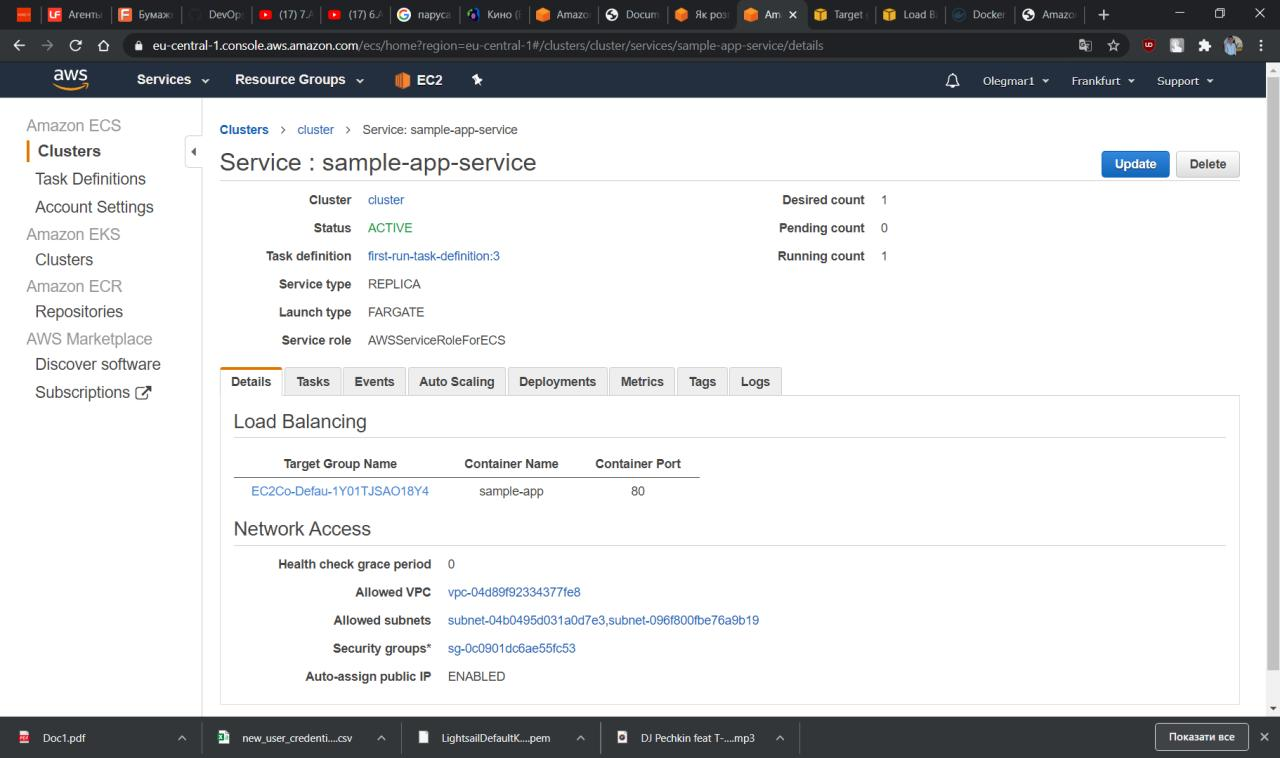 Агенты
Бумажо
DevOps
(17) 7.
(17) 6.
паруса
Кино (
Amazo
Docum
Як роз
Am
Target
Load B
Docker
Amazo
eu-central-1.console.aws.amazon.com/ecs/home?region=eu-central-1#/clusters/cluster/services/sample-app-service/details
aws Services Resource Groups EC2 Olegmar1 Frankfurt Support
Amazon ECS
Clusters
Task Definitions
Account Settings
Amazon EKS
Clusters
Amazon ECR
Repositories
AWS Marketplace
Discover software
Subscriptions
Clusters > cluster > Service: sample-app-service
Service : sample-app-service
Update Delete
Cluster cluster
Status ACTIVE
Task definition first-run-task-definition:3
Service type REPLICA
Launch type FARGATE
Service role AWSServiceRoleForECS
Desired count 1
Pending count 0
Running count 1
Details Tasks Events Auto Scaling Deployments Metrics Tags Logs
Load Balancing
Target Group Name Container Name Container Port
EC2Co-Defau-1Y01TJSAO18Y4 sample-app 80
Network Access
Health check grace period 0
Allowed VPC vpc-04d89f92334377fe8
Allowed subnets subnet-04b0495d031a0d7e3,subnet-096f800fbe76a9b19
Security groups* sg-0c0901dc6ae55fc53
Auto-assign public IP ENABLED
Doc1.pdf
new_user_credenti....csv
LightsailDefaultK....pem
DJ Pechkin feat T-....mp3
Показати все